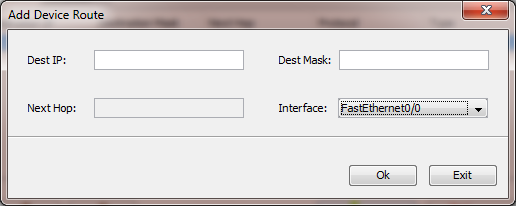 Add Device Route
Dest IP: Dest Mask:
Next Hop: Interface: FastEthernet0/0
Ok Exit